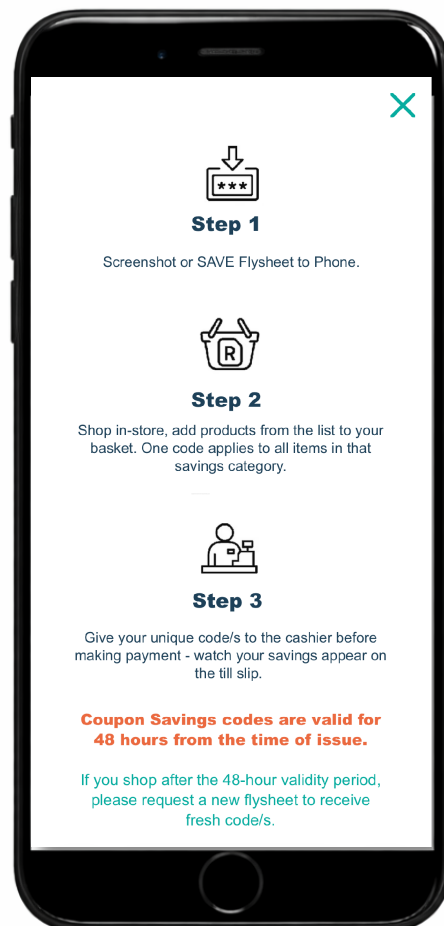 ***
Step 1
Screenshot or SAVE Flysheet to Phone.
R
Step 2
Shop in-store, add products from the list to your
basket. One code applies to all items in that
savings category.
Step 3
Give your unique code/s to the cashier before
making payment - watch your savings appear on
the till slip.
Coupon Savings codes are valid for
48 hours from the time of issue.
If you shop after the 48-hour validity period,
please request a new flysheet to receive
fresh code/s.